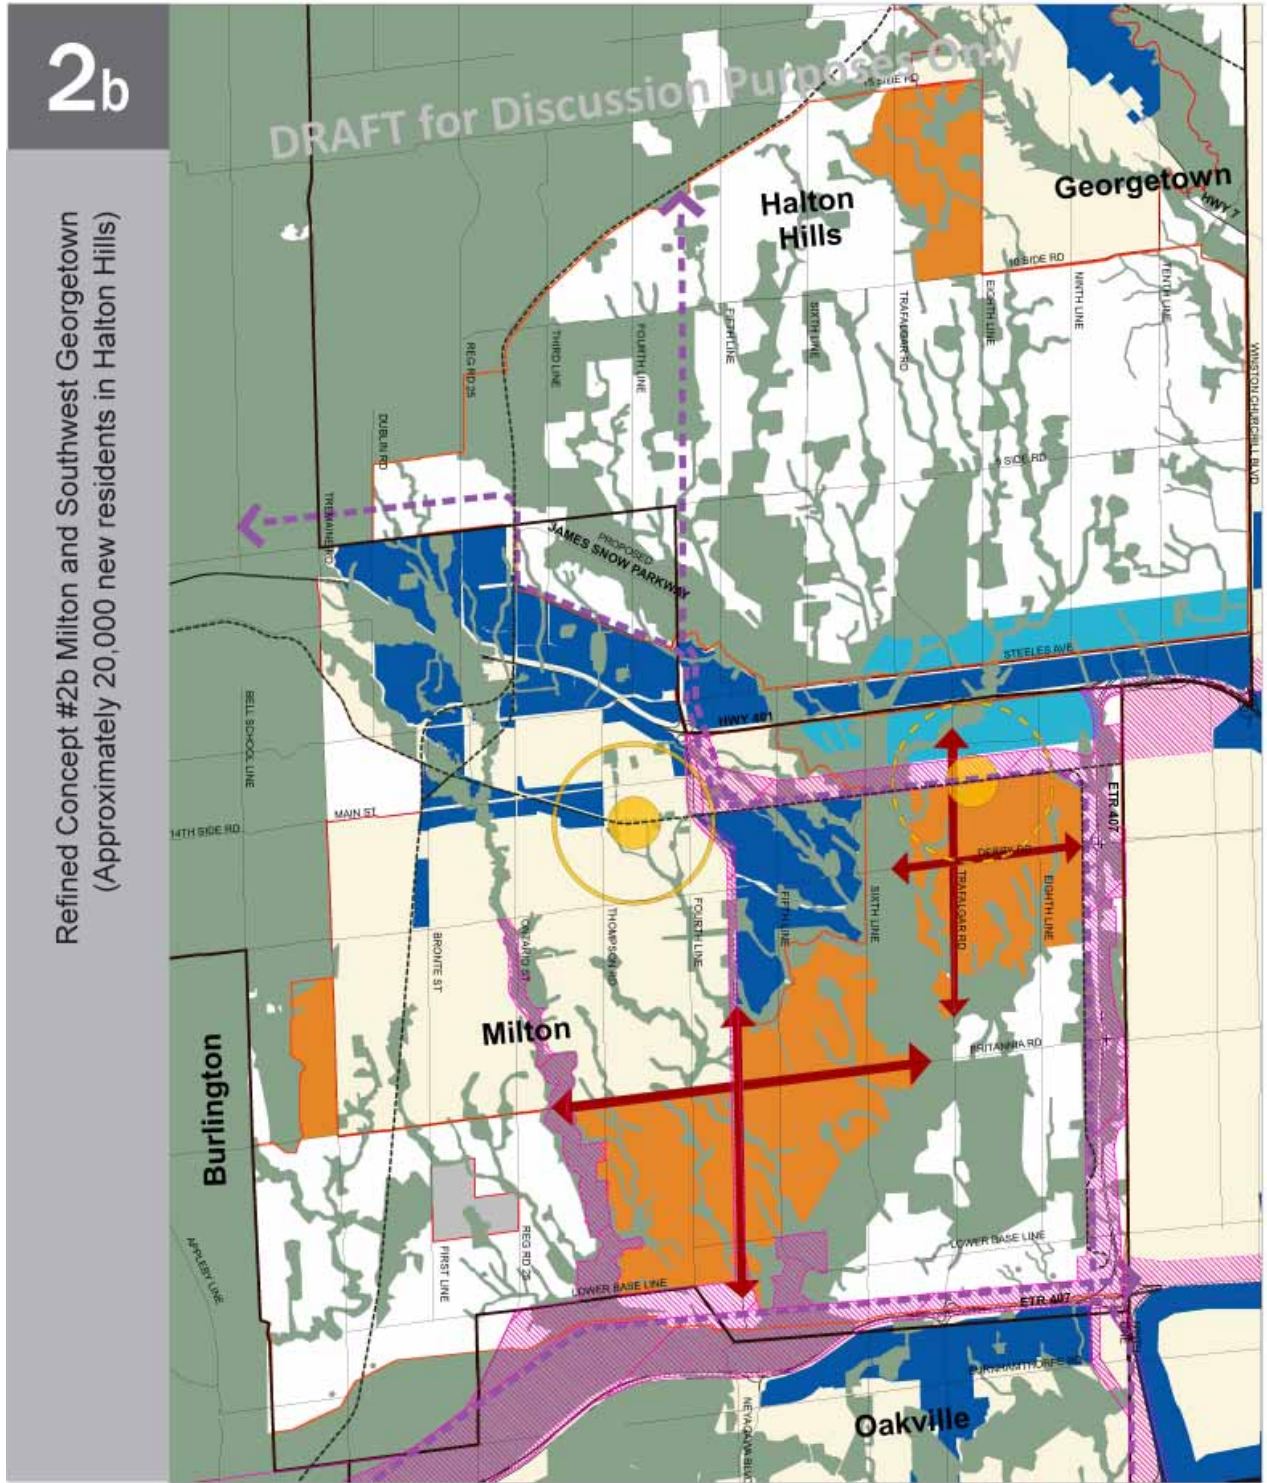 2b
Refined Concept #2b Milton and Southwest Georgetown
(Approximately 20,000 new residents in Halton Hills)
DRAFT for Discussion Purposes Only
15 SIDE RD
Halton
Hills
Georgetown
HWY 7
10 SIDE RD
TENTH LINE
NINTH LINE
EIGHTH LINE
TRAFALGAR RD
SIXTH LINE
FIFTH LINE
FOURTH LINE
THIRD LINE
REG RD 25
WINSTON CHURCHILL BLVD
DUBLIN RD
5 SIDE RD
TREMAINE RD
PROPOSED
JAMES SNOW PARKWAY
STEELES AVE
BELL SCHOOL LINE
HWY 401
MAIN ST
14TH SIDE RD
ETR 407
DERRY RD
TRAFALGAR RD
EIGHTH LINE
SIXTH LINE
FIFTH LINE
FOURTH LINE
THOMPSON RD
ONTARIO ST
BRONTE ST
Milton
BRITANNIA RD
Burlington
REG RD 25
FIRST LINE
APPLEBY LINE
LOWER BASE LINE
LOWER BASE LINE
ETR 407
BURNHAMTHORPE RD
NEYAGAWA BLVD
Oakville